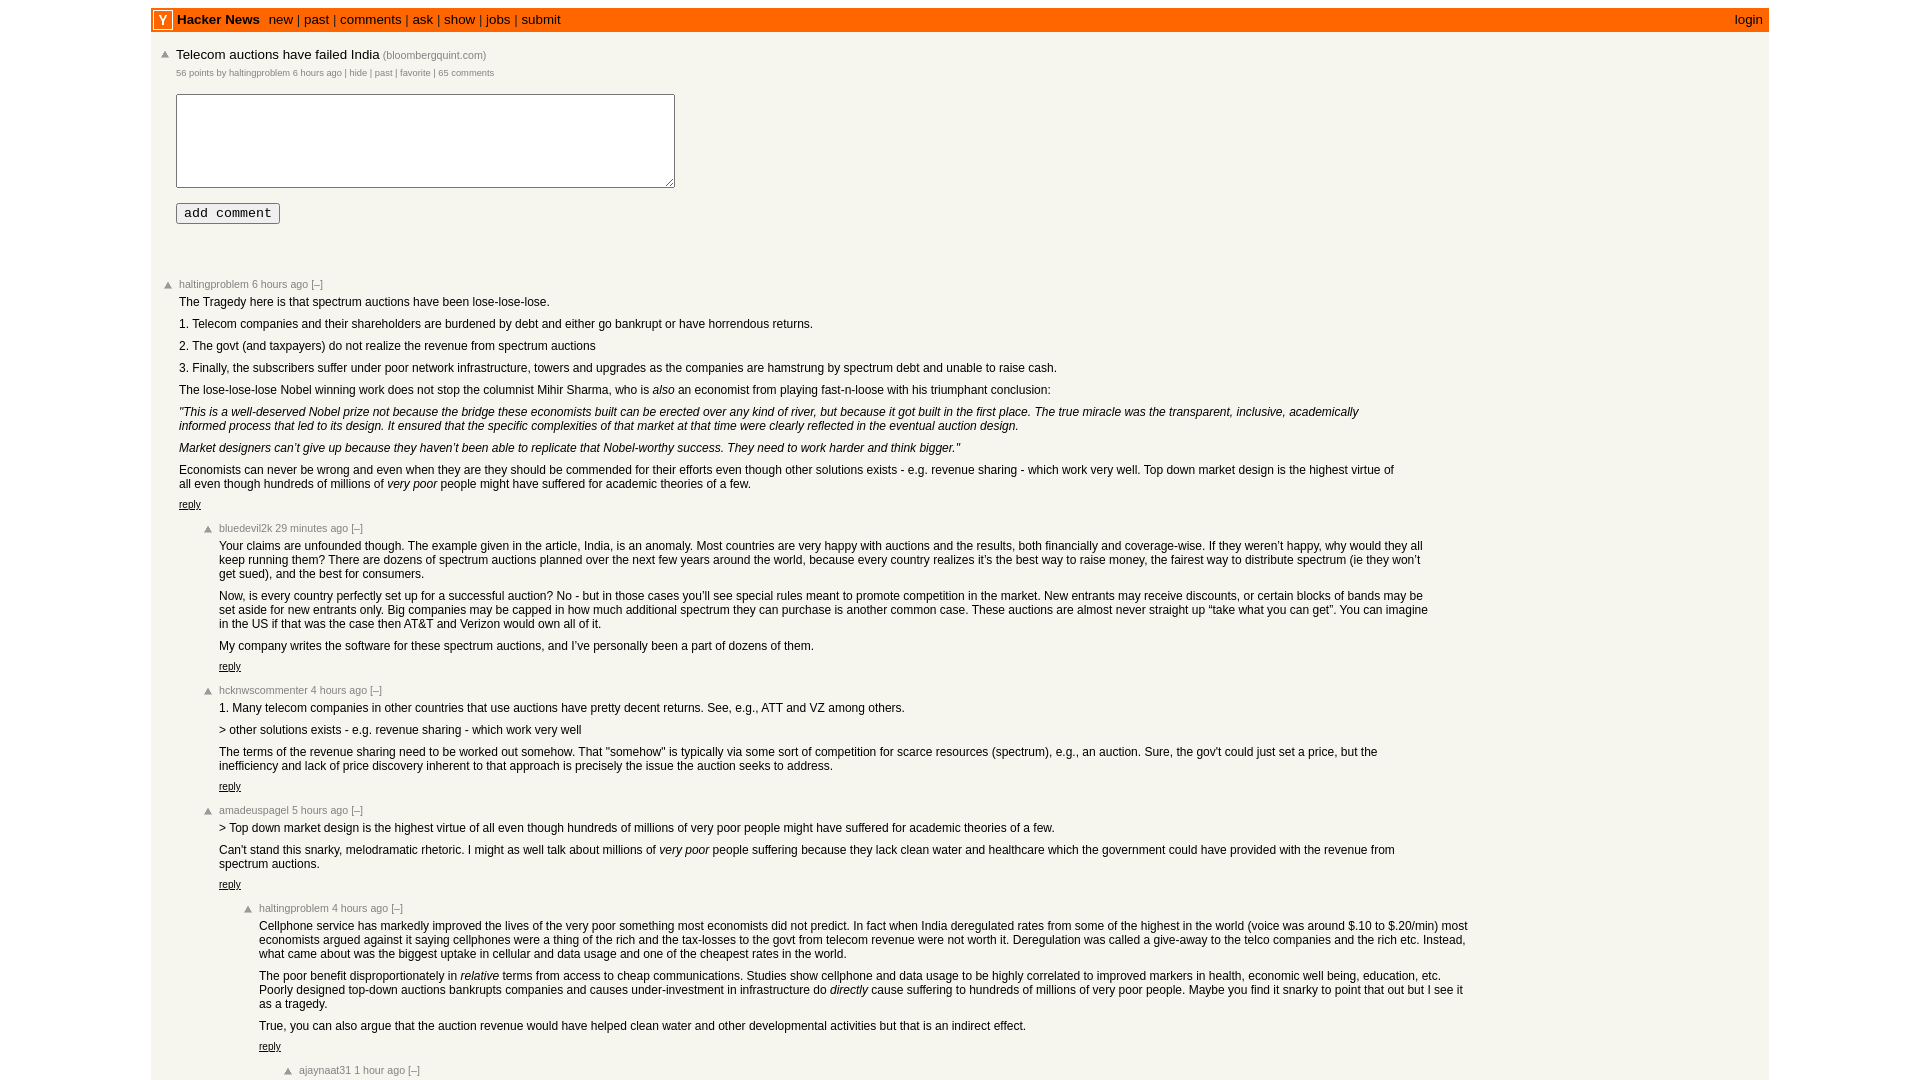 Y Hacker News new | past | comments | ask | show | jobs | submit login
Telecom auctions have failed India (bloombergquint.com)
56 points by haltingproblem 6 hours ago | hide | past | favorite | 65 comments
add comment
haltingproblem 6 hours ago [–]
The Tragedy here is that spectrum auctions have been lose-lose-lose.
1. Telecom companies and their shareholders are burdened by debt and either go bankrupt or have horrendous returns.
2. The govt (and taxpayers) do not realize the revenue from spectrum auctions
3. Finally, the subscribers suffer under poor network infrastructure, towers and upgrades as the companies are hamstrung by spectrum debt and unable to raise cash.
The lose-lose-lose Nobel winning work does not stop the columnist Mihir Sharma, who is also an economist from playing fast-n-loose with his triumphant conclusion:
"This is a well-deserved Nobel prize not because the bridge these economists built can be erected over any kind of river, but because it got built in the first place. The true miracle was the transparent, inclusive, academically
informed process that led to its design. It ensured that the specific complexities of that market at that time were clearly reflected in the eventual auction design.
Market designers can’t give up because they haven’t been able to replicate that Nobel-worthy success. They need to work harder and think bigger."
Economists can never be wrong and even when they are they should be commended for their efforts even though other solutions exists - e.g. revenue sharing - which work very well. Top down market design is the highest virtue of
all even though hundreds of millions of very poor people might have suffered for academic theories of a few.
reply
bluedevil2k 29 minutes ago [–]
Your claims are unfounded though. The example given in the article, India, is an anomaly. Most countries are very happy with auctions and the results, both financially and coverage-wise. If they weren’t happy, why would they all
keep running them? There are dozens of spectrum auctions planned over the next few years around the world, because every country realizes it’s the best way to raise money, the fairest way to distribute spectrum (ie they won’t
get sued), and the best for consumers.
Now, is every country perfectly set up for a successful auction? No - but in those cases you’ll see special rules meant to promote competition in the market. New entrants may receive discounts, or certain blocks of bands may be
set aside for new entrants only. Big companies may be capped in how much additional spectrum they can purchase is another common case. These auctions are almost never straight up “take what you can get”. You can imagine
in the US if that was the case then AT&T and Verizon would own all of it.
My company writes the software for these spectrum auctions, and I’ve personally been a part of dozens of them.
reply
hcknwscommenter 4 hours ago [–]
1. Many telecom companies in other countries that use auctions have pretty decent returns. See, e.g., ATT and VZ among others.
> other solutions exists - e.g. revenue sharing - which work very well
The terms of the revenue sharing need to be worked out somehow. That "somehow" is typically via some sort of competition for scarce resources (spectrum), e.g., an auction. Sure, the gov't could just set a price, but the
inefficiency and lack of price discovery inherent to that approach is precisely the issue the auction seeks to address.
reply
amadeuspagel 5 hours ago [–]
> Top down market design is the highest virtue of all even though hundreds of millions of very poor people might have suffered for academic theories of a few.
Can't stand this snarky, melodramatic rhetoric. I might as well talk about millions of very poor people suffering because they lack clean water and healthcare which the government could have provided with the revenue from
spectrum auctions.
reply
haltingproblem 4 hours ago [–]
Cellphone service has markedly improved the lives of the very poor something most economists did not predict. In fact when India deregulated rates from some of the highest in the world (voice was around $.10 to $.20/min) most
economists argued against it saying cellphones were a thing of the rich and the tax-losses to the govt from telecom revenue were not worth it. Deregulation was called a give-away to the telco companies and the rich etc. Instead,
what came about was the biggest uptake in cellular and data usage and one of the cheapest rates in the world.
The poor benefit disproportionately in relative terms from access to cheap communications. Studies show cellphone and data usage to be highly correlated to improved markers in health, economic well being, education, etc.
Poorly designed top-down auctions bankrupts companies and causes under-investment in infrastructure do directly cause suffering to hundreds of millions of very poor people. Maybe you find it snarky to point that out but I see it
as a tragedy.
True, you can also argue that the auction revenue would have helped clean water and other developmental activities but that is an indirect effect.
reply
ajaynaat31 1 hour ago [–]